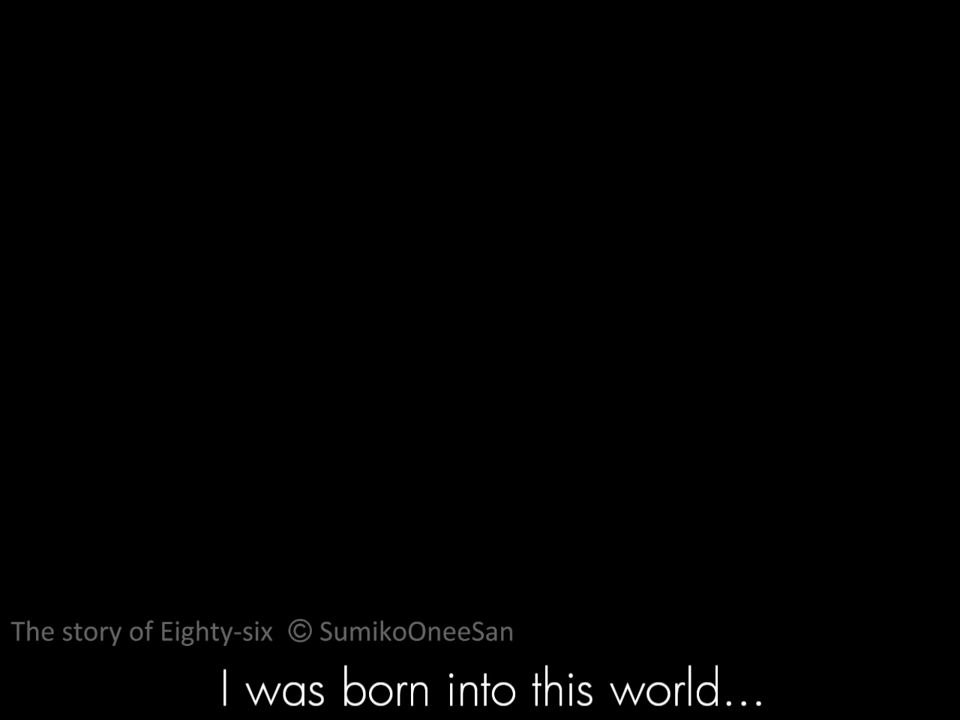 The story of Eighty-six © SumikoOneeSan
I was born into this world...